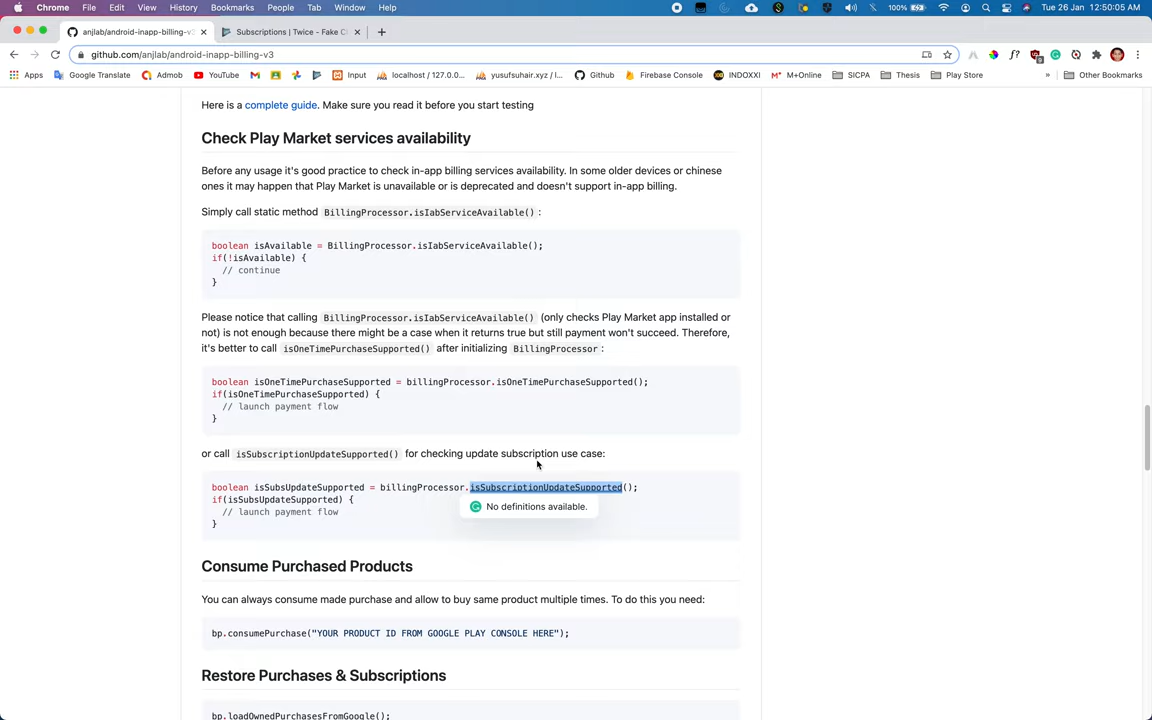 Chrome File Edit View History Bookmarks People Tab Window Help 100% Tue 26 Jan 12:50:05 AM
anjlab/android-inapp-billing-v3 Subscriptions | Twice - Fake C
github.com/anjlab/android-inapp-billing-v3
Apps Google Translate Admob YouTube Input localhost / 127.0.0... yusufsuhair.xyz / l... Github Firebase Console INDOXXI M+Online SICPA Thesis Play Store » Other Bookmarks
Here is a complete guide. Make sure you read it before you start testing
Check Play Market services availability
Before any usage it's good practice to check in-app billing services availability. In some older devices or chinese
ones it may happen that Play Market is unavailable or is deprecated and doesn't support in-app billing.
Simply call static method BillingProcessor.isIabServiceAvailable() :
boolean isAvailable = BillingProcessor.isIabServiceAvailable();
if(!isAvailable) {
// continue
}
Please notice that calling BillingProcessor.isIabServiceAvailable() (only checks Play Market app installed or
not) is not enough because there might be a case when it returns true but still payment won't succeed. Therefore,
it's better to call isOneTimePurchaseSupported() after initializing BillingProcessor :
boolean isOneTimePurchaseSupported = billingProcessor.isOneTimePurchaseSupported();
if(isOneTimePurchaseSupported) {
// launch payment flow
}
or call isSubscriptionUpdateSupported() for checking update subscription use case:
boolean isSubsUpdateSupported = billingProcessor.isSubscriptionUpdateSupported();
if(isSubsUpdateSupported) {
No definitions available.
// launch payment flow
}
Consume Purchased Products
You can always consume made purchase and allow to buy same product multiple times. To do this you need:
bp.consumePurchase("YOUR PRODUCT ID FROM GOOGLE PLAY CONSOLE HERE");
Restore Purchases & Subscriptions
bp.loadOwnedPurchasesFromGoogle();